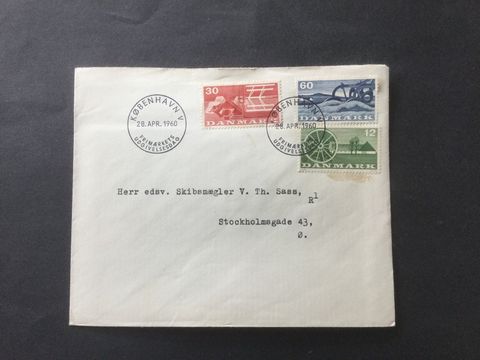 KØBENHAVN V
28. APR. 1960
FRIMÆRKETS
UDGIVELSESDAG
30
DANMARK
60
DANMARK
KØBENHAVN V
28. APR. 1960
FRIMÆRKETS
UDGIVELSESDAG
12
DANMARK
Herr edsv. Skibsmægler V. Th. Sass, R1
Stockholmsgade 43,
Ø.